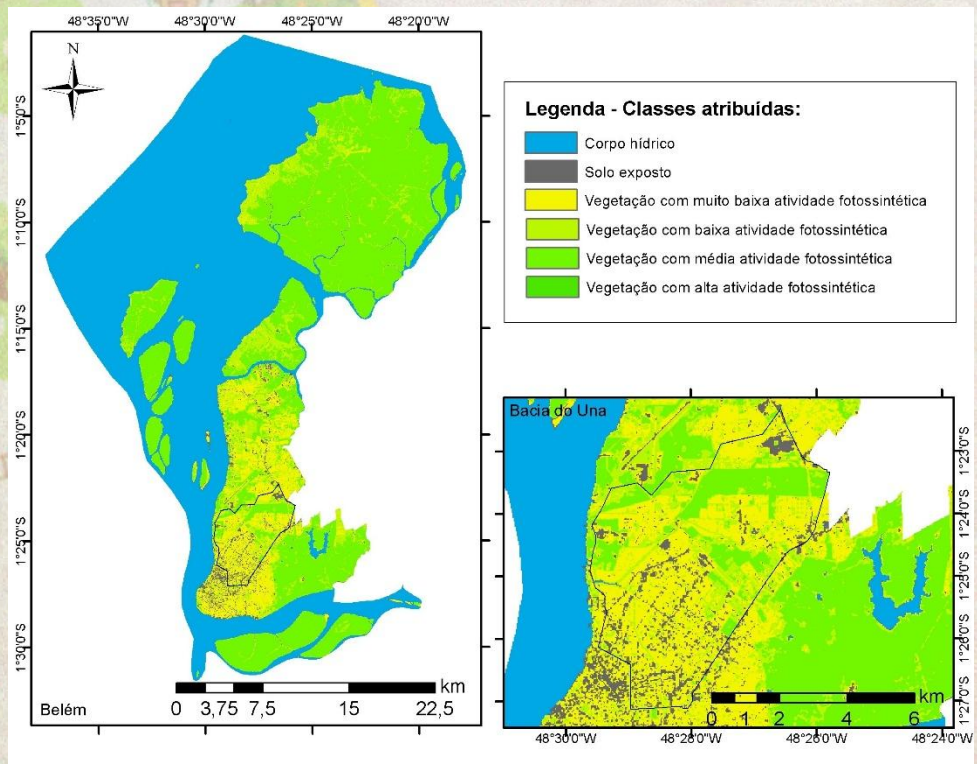 48°35'0"W 48°30'0"W 48°25'0"W 48°20'0"W
N
1°5'0"S
1°10'0"S
1°15'0"S
1°20'0"S
1°25'0"S
1°30'0"S
km
0 3,75 7,5 15 22,5
Belém
Legenda - Classes atribuídas:
Corpo hídrico
Solo exposto
Vegetação com muito baixa atividade fotossintética
Vegetação com baixa atividade fotossintética
Vegetação com média atividade fotossintética
Vegetação com alta atividade fotossintética
Bacia do Una
1°23'0"S
1°24'0"S
1°25'0"S
1°26'0"S
1°27'0"S
km
0 1 2 4 6
48°30'0"W 48°28'0"W 48°26'0"W 48°24'0"W